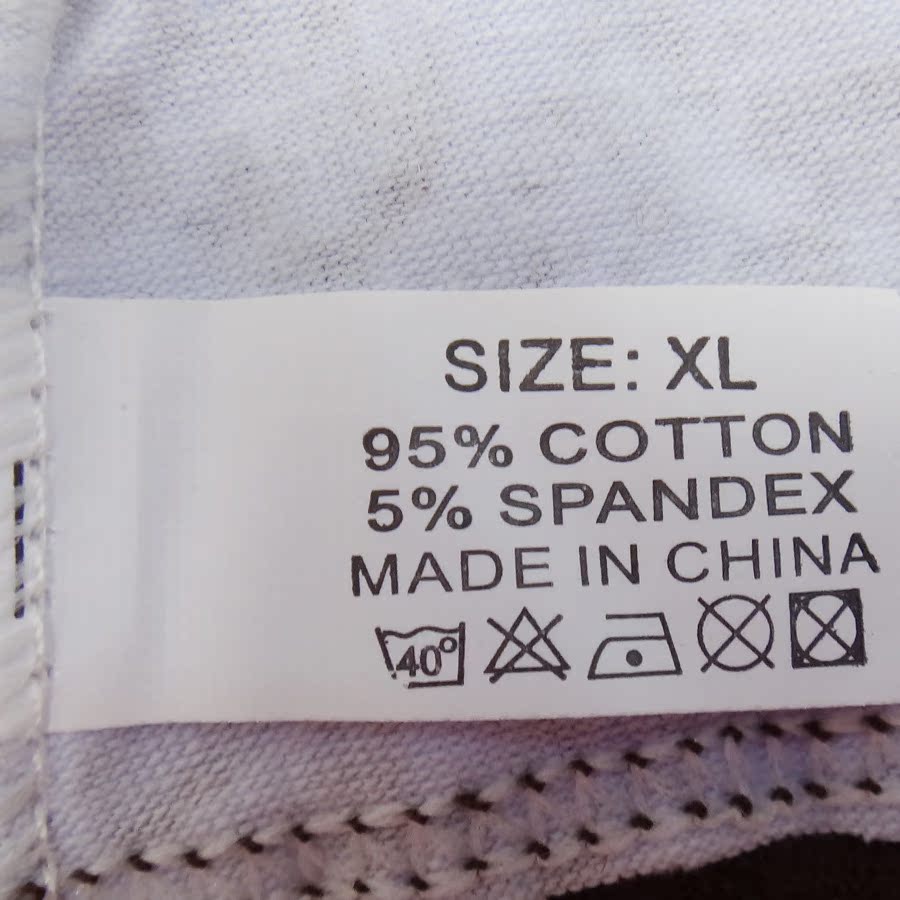 SIZE: XL
95% COTTON
5% SPANDEX
MADE IN CHINA
40°